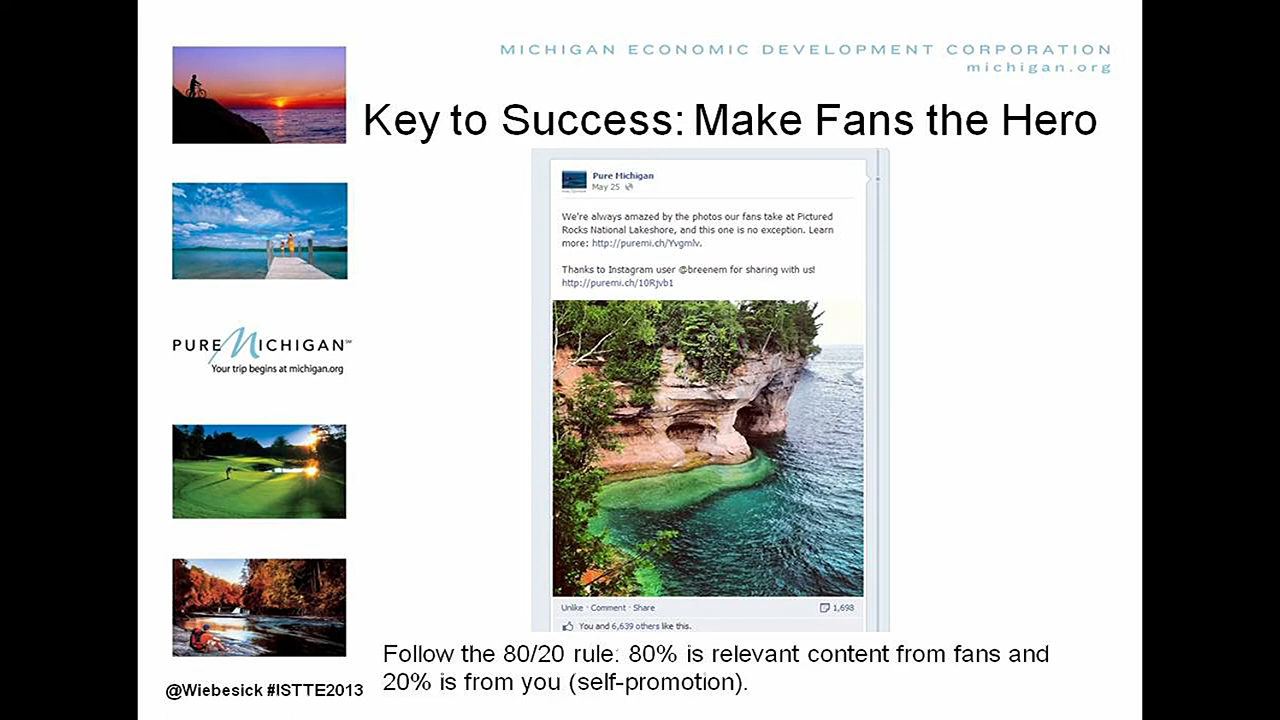 MICHIGAN ECONOMIC DEVELOPMENT CORPORATION
michigan.org
Key to Success: Make Fans the Hero
Pure Michigan
May 25
We're always amazed by the photos our fans take at Pictured
Rocks National Lakeshore, and this one is no exception. Learn
more: http://puremi.ch/Yvgmlv.
Thanks to Instagram user @breenem for sharing with us!
http://puremi.ch/10Rjvb1
PURE MICHIGAN℠
Your trip begins at michigan.org
Unlike · Comment · Share
1,698
You and 6,639 others like this.
Follow the 80/20 rule: 80% is relevant content from fans and
20% is from you (self-promotion).
@Wiebesick #ISTTE2013